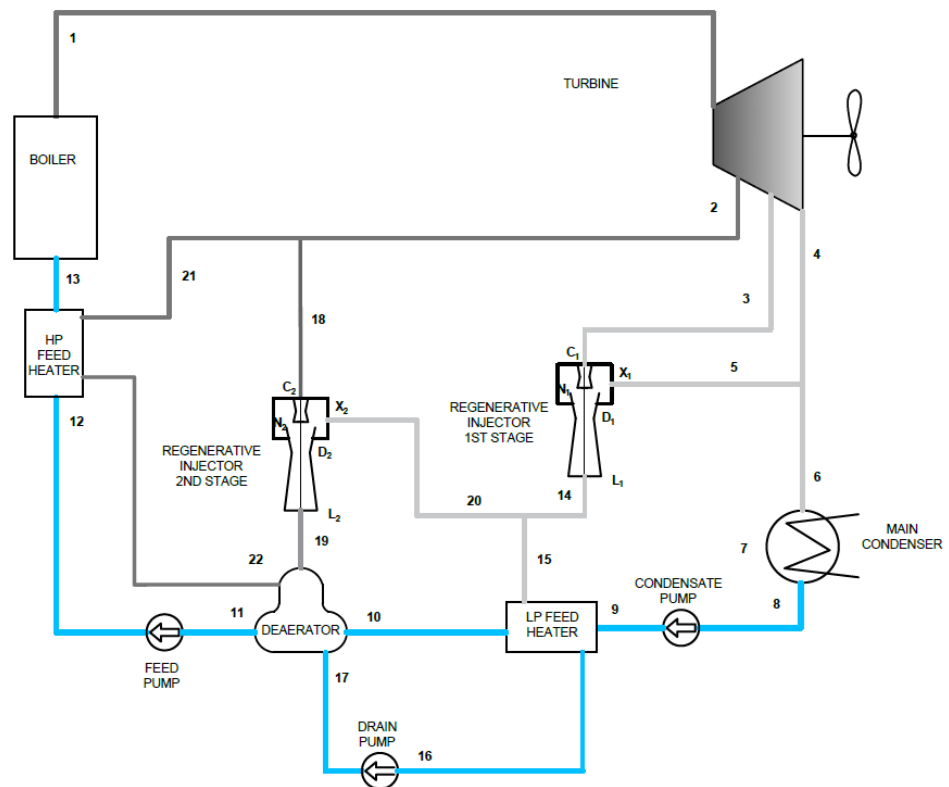 1
TURBINE
BOILER
2
4
13
21
3
HP
FEED
HEATER
18
C₁
X₁
5
N₁
12
C₂
X₂
REGENERATIVE
INJECTOR
1ST STAGE
D₁
N₂
REGENERATIVE
INJECTOR
2ND STAGE
D₂
L₁
6
20
14
L₂
MAIN
CONDENSER
19
7
22
15
CONDENSATE
PUMP
11
10
9
8
DEAERATOR
LP FEED
HEATER
FEED
PUMP
17
DRAIN
PUMP
16